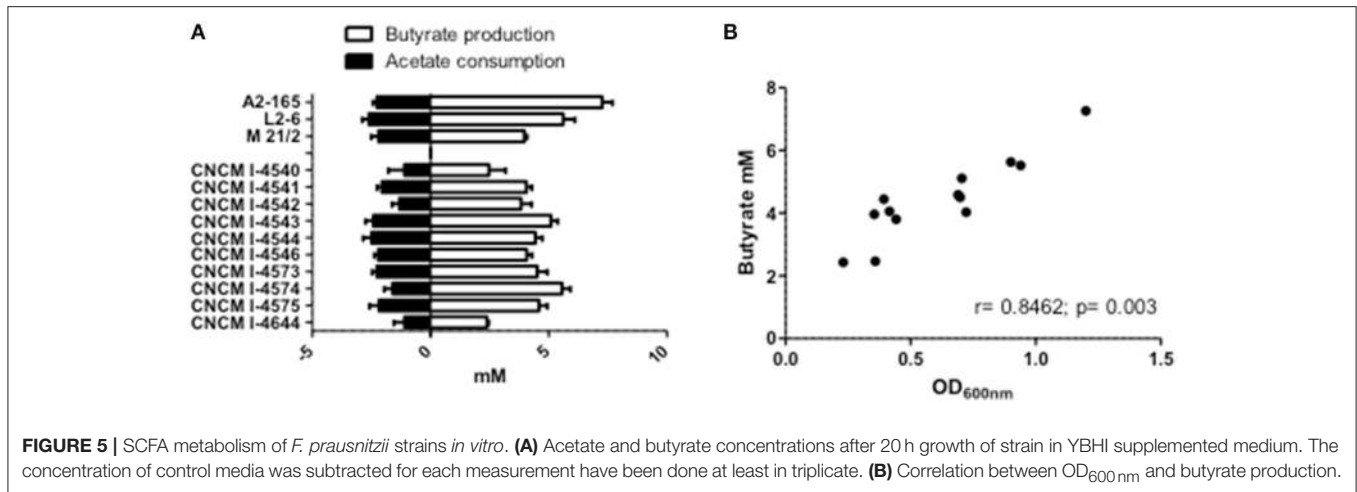 A
Butyrate production
Acetate consumption
A2-165
L2-6
M 21/2
CNCM I-4540
CNCM I-4541
CNCM I-4542
CNCM I-4543
CNCM I-4544
CNCM I-4546
CNCM I-4573
CNCM I-4574
CNCM I-4575
CNCM I-4644
-5 0 5 10
mM
B
Butyrate mM
8
6
4
2
0
r= 0.8462; p= 0.003
0.0 0.5 1.0 1.5
OD600nm
FIGURE 5 | SCFA metabolism of F. prausnitzii strains in vitro. (A) Acetate and butyrate concentrations after 20 h growth of strain in YBHI supplemented medium. The
concentration of control media was subtracted for each measurement have been done at least in triplicate. (B) Correlation between OD600 nm and butyrate production.